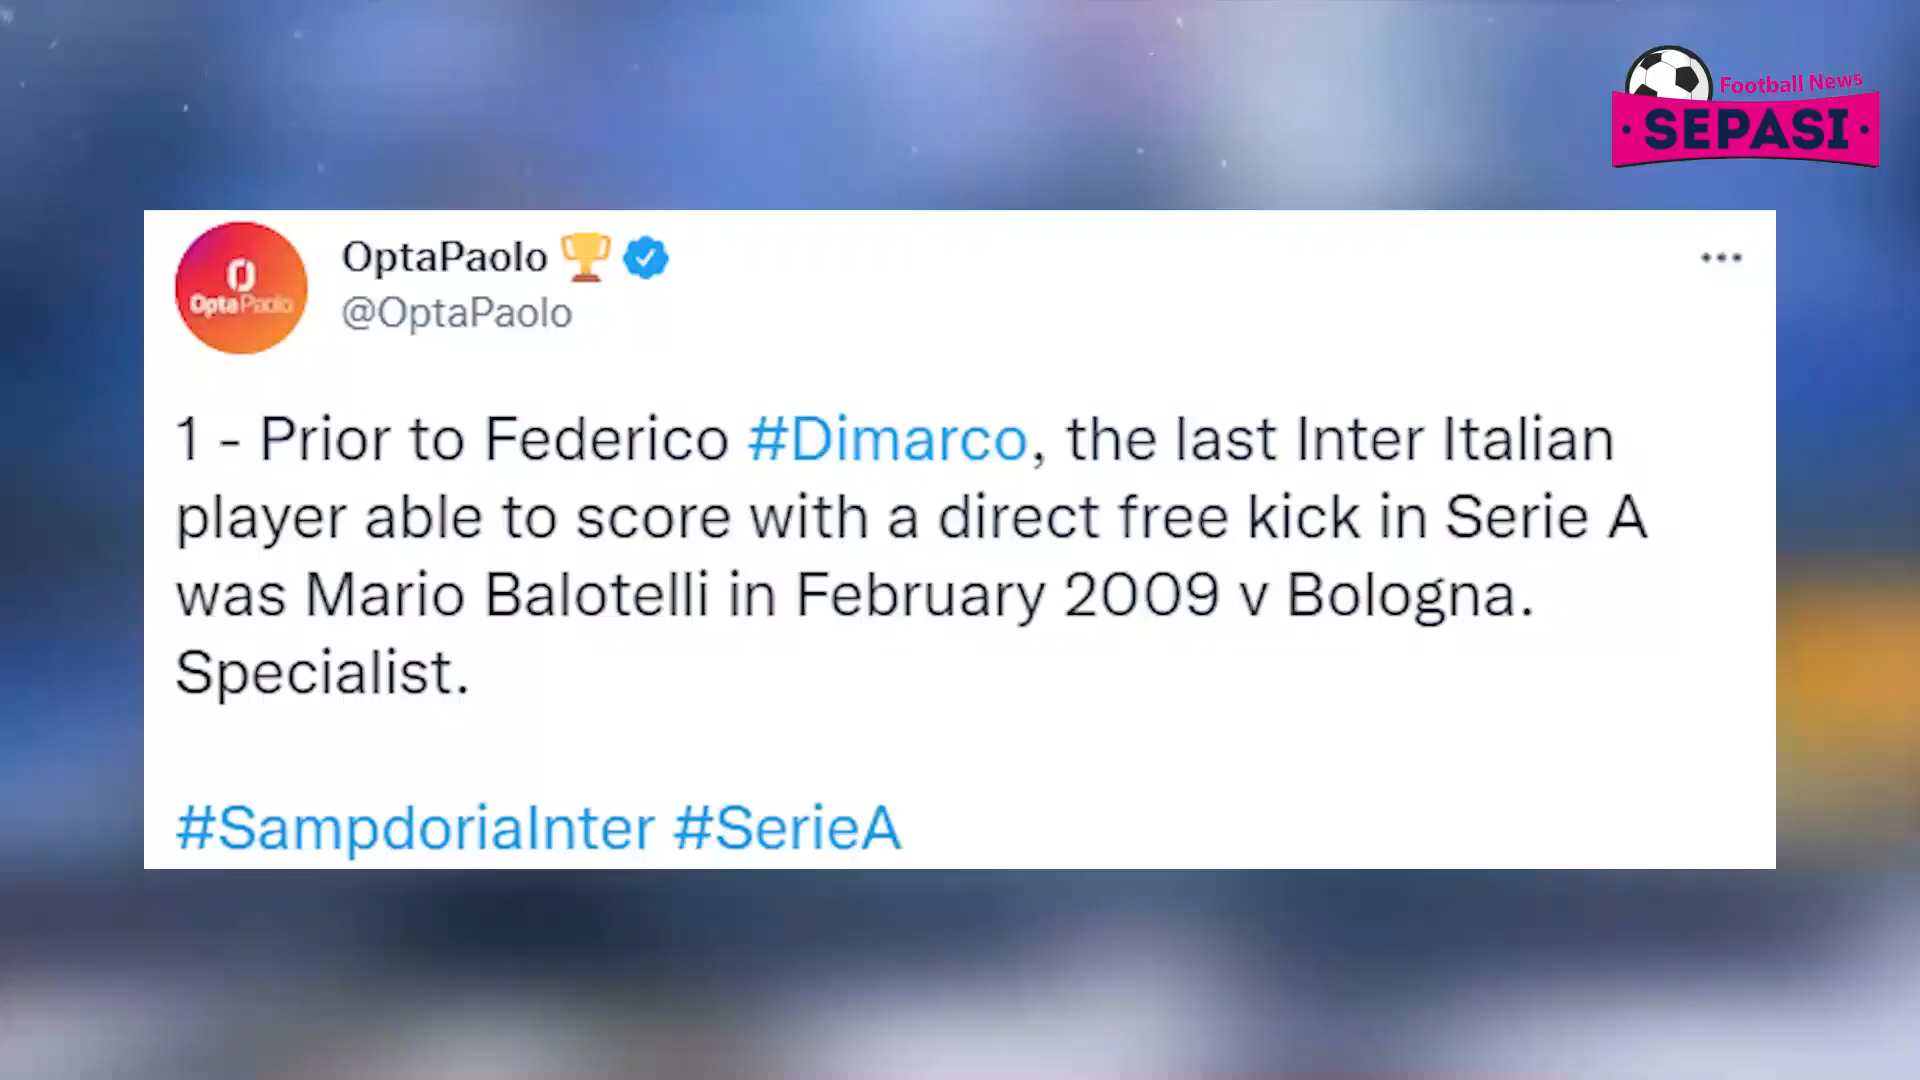 Football News
• SEPASI •
OptaPaolo 🏆
@OptaPaolo
Opta Paolo
1 - Prior to Federico #Dimarco, the last Inter Italian
player able to score with a direct free kick in Serie A
was Mario Balotelli in February 2009 v Bologna.
Specialist.
#SampdoriaInter #SerieA